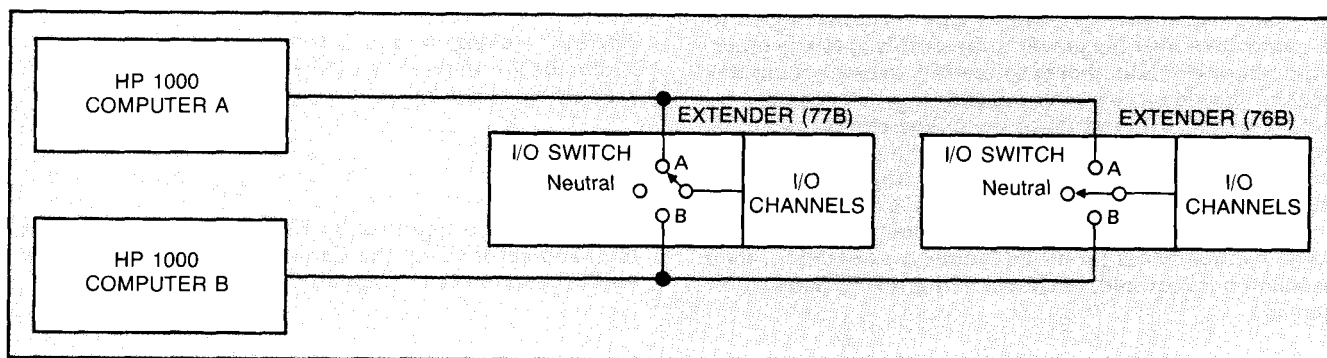 HP 1000
COMPUTER A
EXTENDER (77B)
I/O SWITCH
A
Neutral
B
I/O
CHANNELS
EXTENDER (76B)
I/O SWITCH
A
Neutral
B
I/O
CHANNELS
HP 1000
COMPUTER B